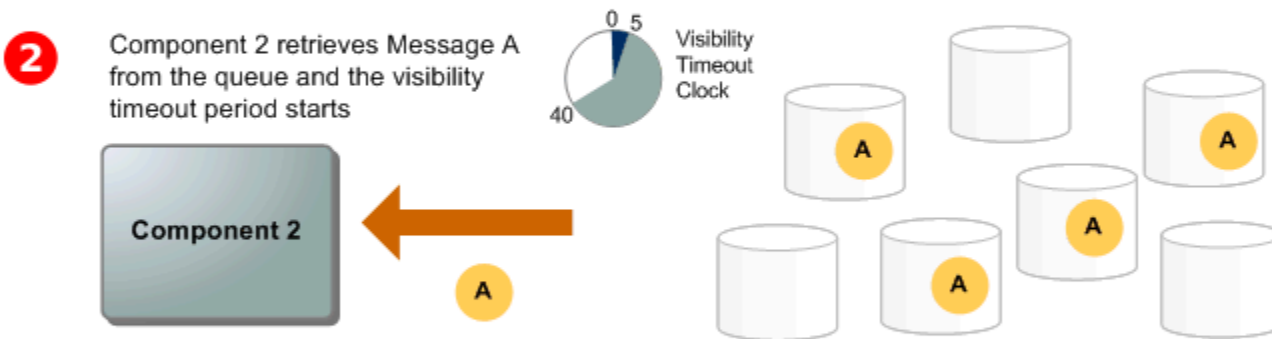 2
Component 2 retrieves Message A
from the queue and the visibility
timeout period starts
0 5
40
Visibility
Timeout
Clock
Component 2
A
A
A
A
A